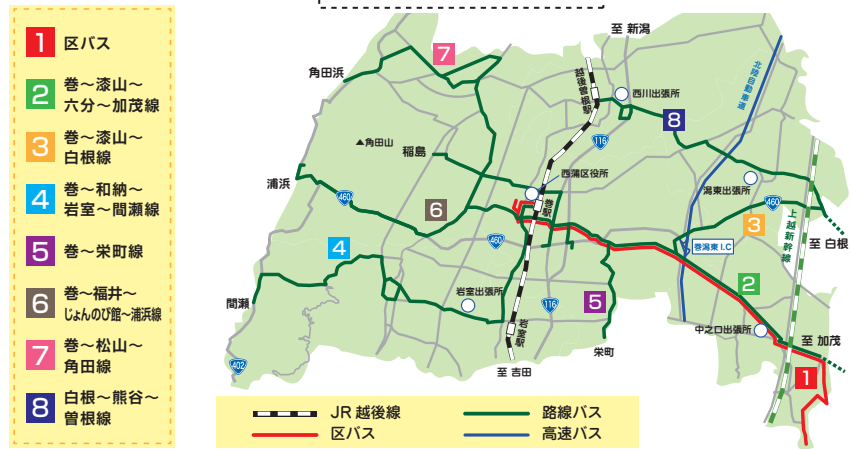 1 区バス
2 巻～漆山～
六分～加茂線
3 巻～漆山～
白根線
4 巻～和納～
岩室～間瀬線
5 巻～栄町線
6 巻～福井～
じょんのび館～浦浜線
7 巻～松山～
角田線
8 白根～熊谷～
曽根線
至 新潟
7
角田浜
越後曽根駅
西川出張所
北陸自動車道
8
116
▲角田山
稲島
西蒲区役所
浦浜
460
6
巻駅
潟東出張所
460
3
上越新幹線
至 白根
4
460
巻潟東I.C
2
間瀬
岩室出張所
116
5
中之口出張所
岩室駅
至 加茂
栄町
402
至 吉田
1
JR 越後線
路線バス
区バス
高速バス